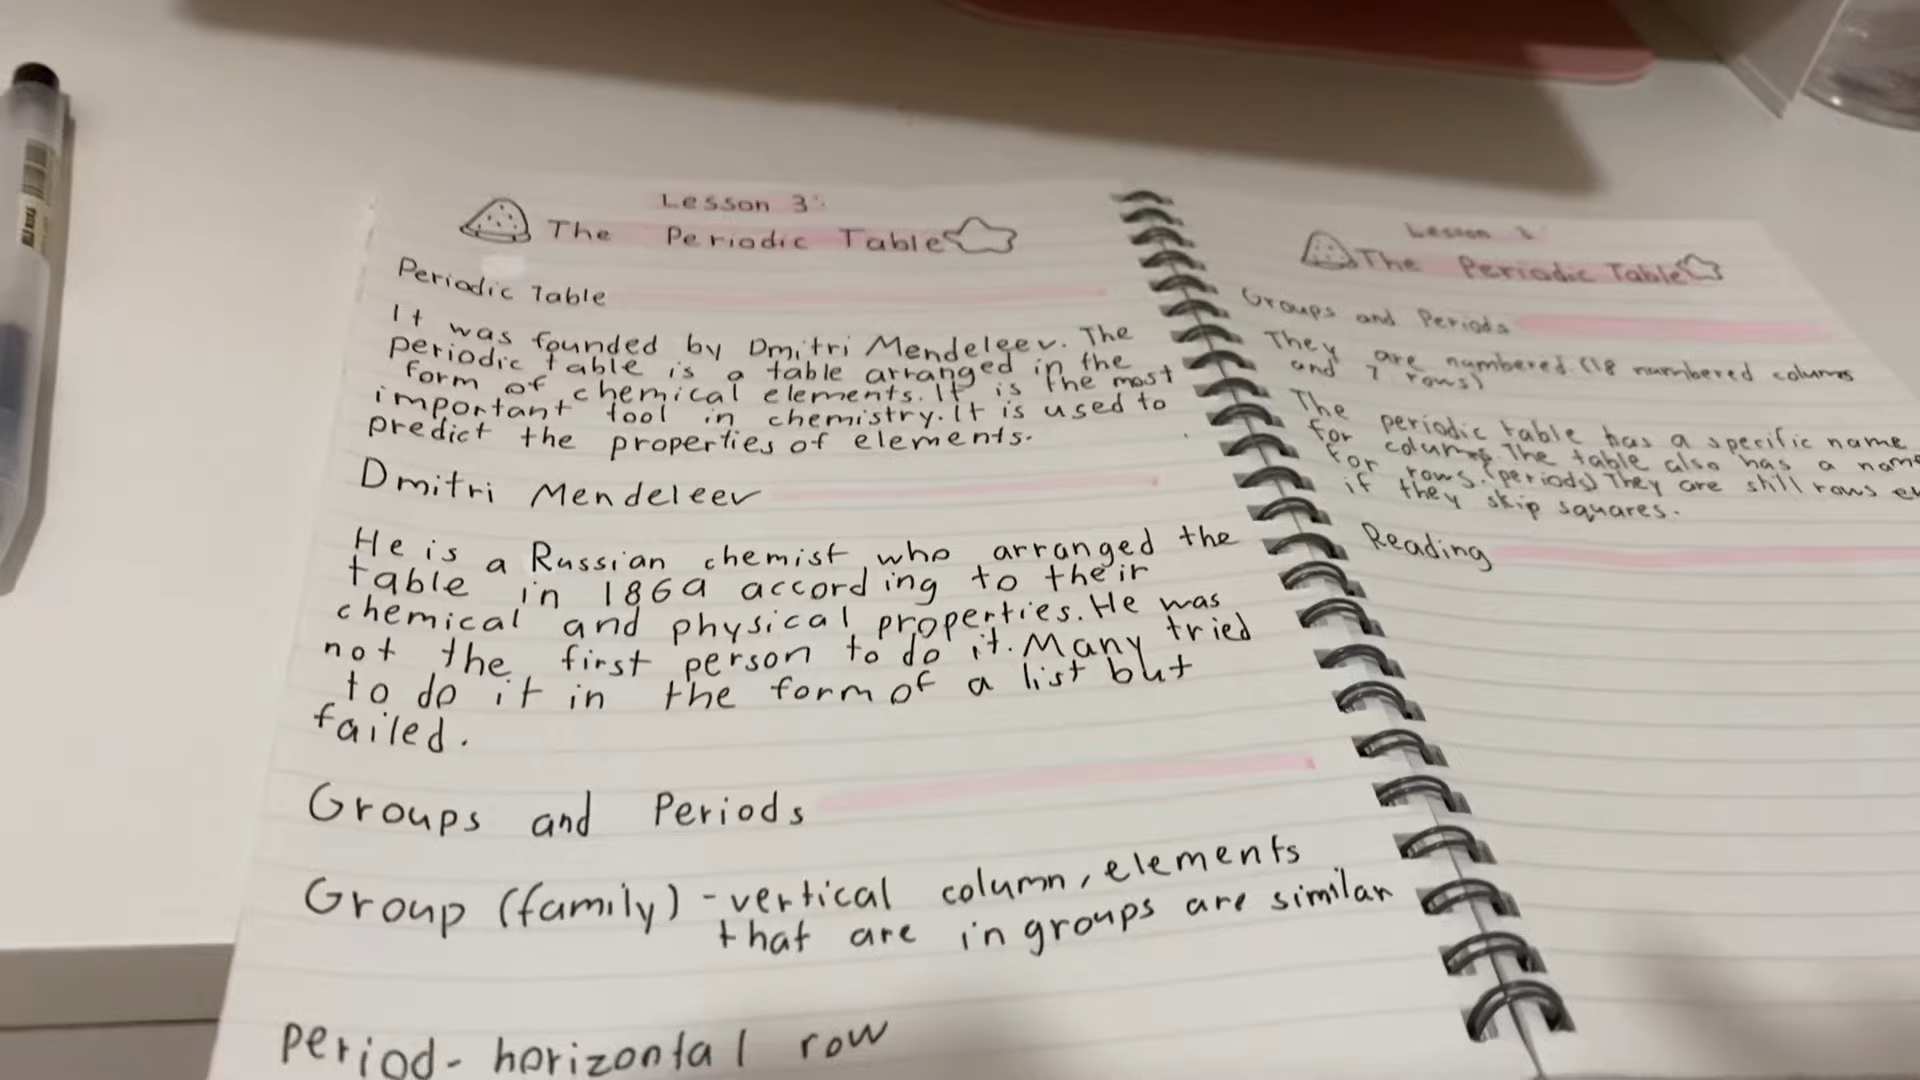 Lesson 3:
The Periodic Table
Periodic Table
It was founded by Dmitri Mendeleev. The
periodic table is a table arranged in the
form of chemical elements. It is the most
important tool in chemistry. It is used to
predict the properties of elements.
Dmitri Mendeleev
He is a Russian chemist who arranged the
table in 1869 according to their
chemical and physical properties. He was
not the first person to do it. Many tried
to do it in the form of a list but
failed.
Groups and Periods
Group (family) - vertical column, elements
that are in groups are similar
period - horizontal row
Lesson
The Periodic Table
Groups and Periods
They are numbered (18 numbered columns
and 7 rows)
The periodic table has a specific name
for columns. The table also has a name
for rows. (periods) They are still rows
if they skip squares.
Reading